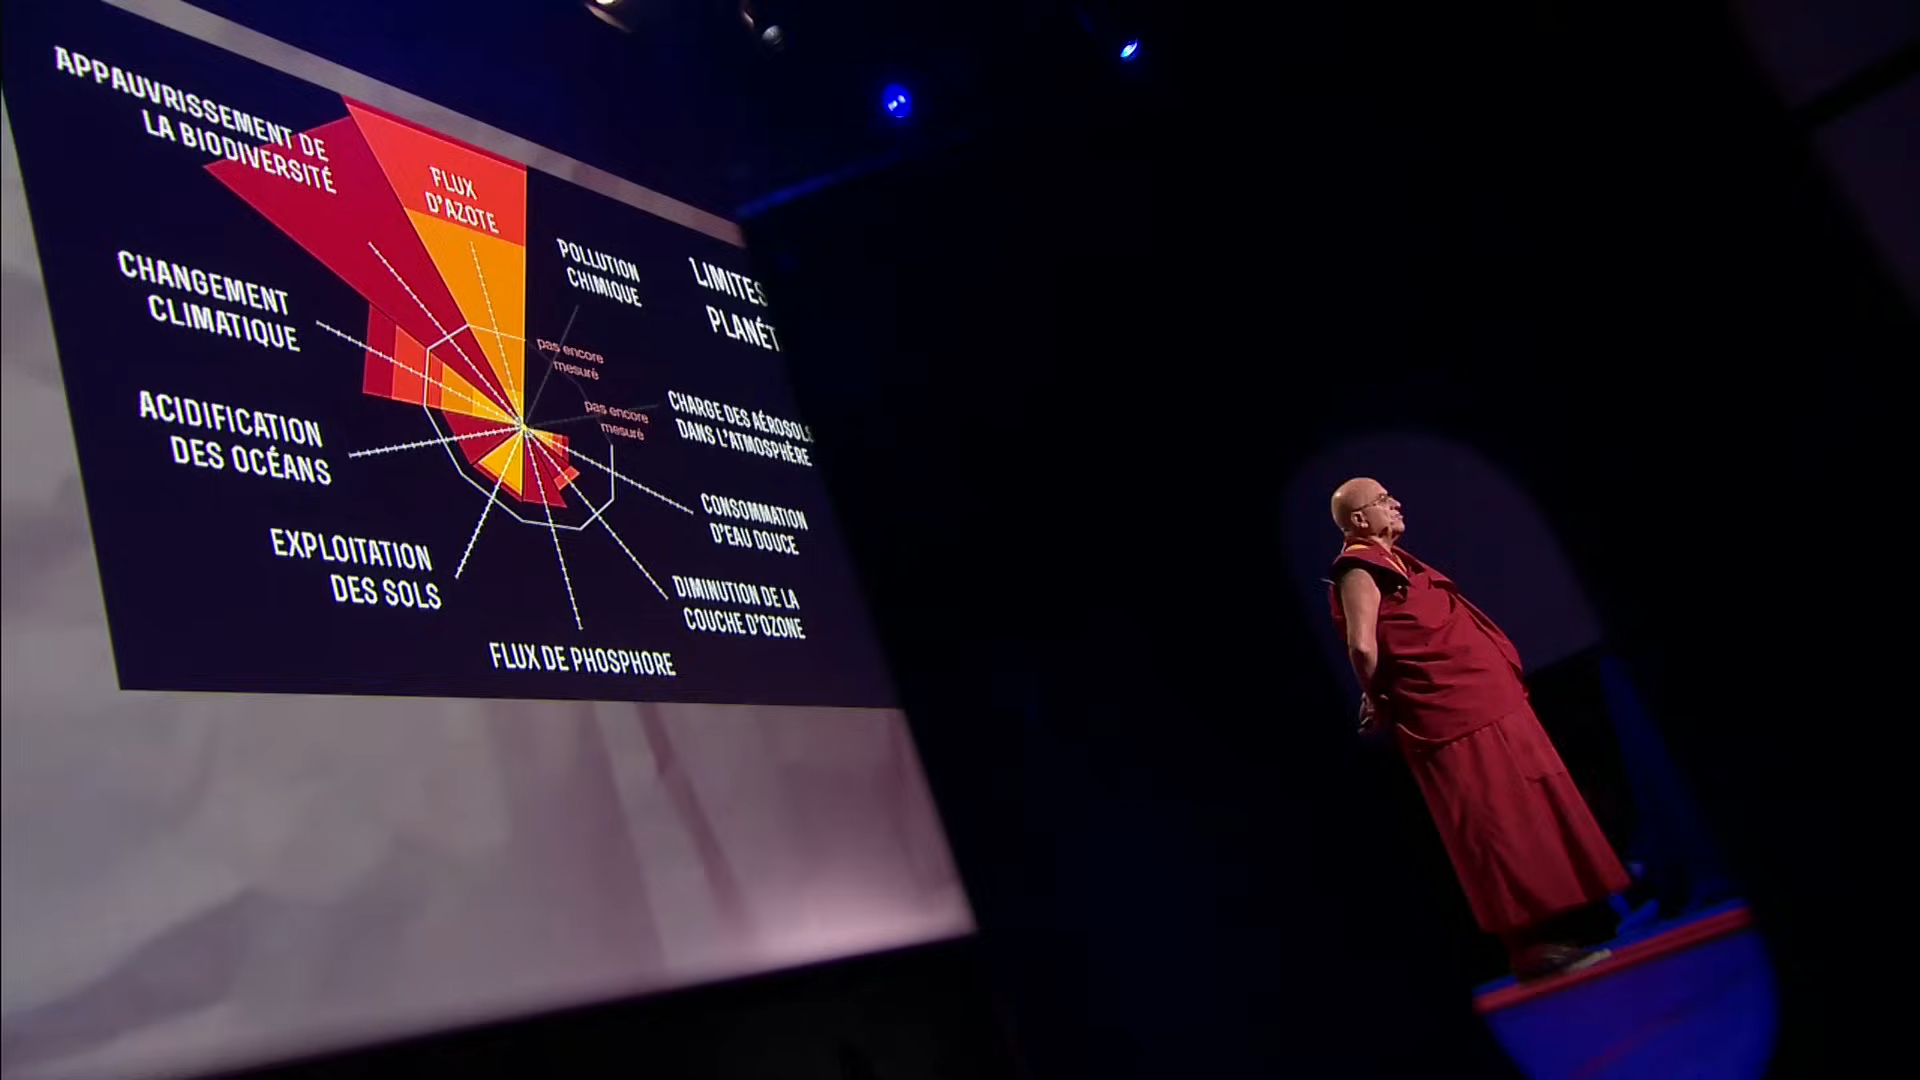 APPAUVRISSEMENT DE
LA BIODIVERSITÉ
FLUX
D'AZOTE
POLLUTION
CHIMIQUE
LIMITES
PLANÉT
CHANGEMENT
CLIMATIQUE
pas encore
mesuré
pas encore
mesuré
CHARGE DES AÉROSOLS
DANS L'ATMOSPHÈRE
ACIDIFICATION
DES OCÉANS
CONSOMMATION
D'EAU DOUCE
EXPLOITATION
DES SOLS
DIMINUTION DE LA
COUCHE D'OZONE
FLUX DE PHOSPHORE